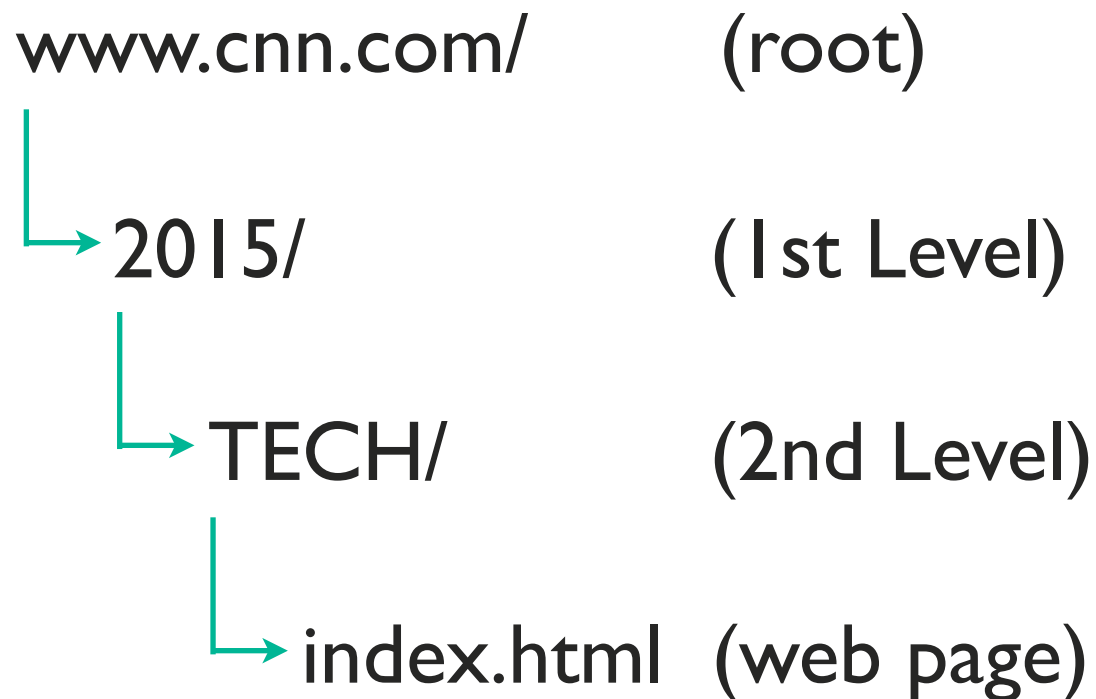 www.cnn.com/ (root)
2015/ (1st Level)
TECH/ (2nd Level)
index.html (web page)